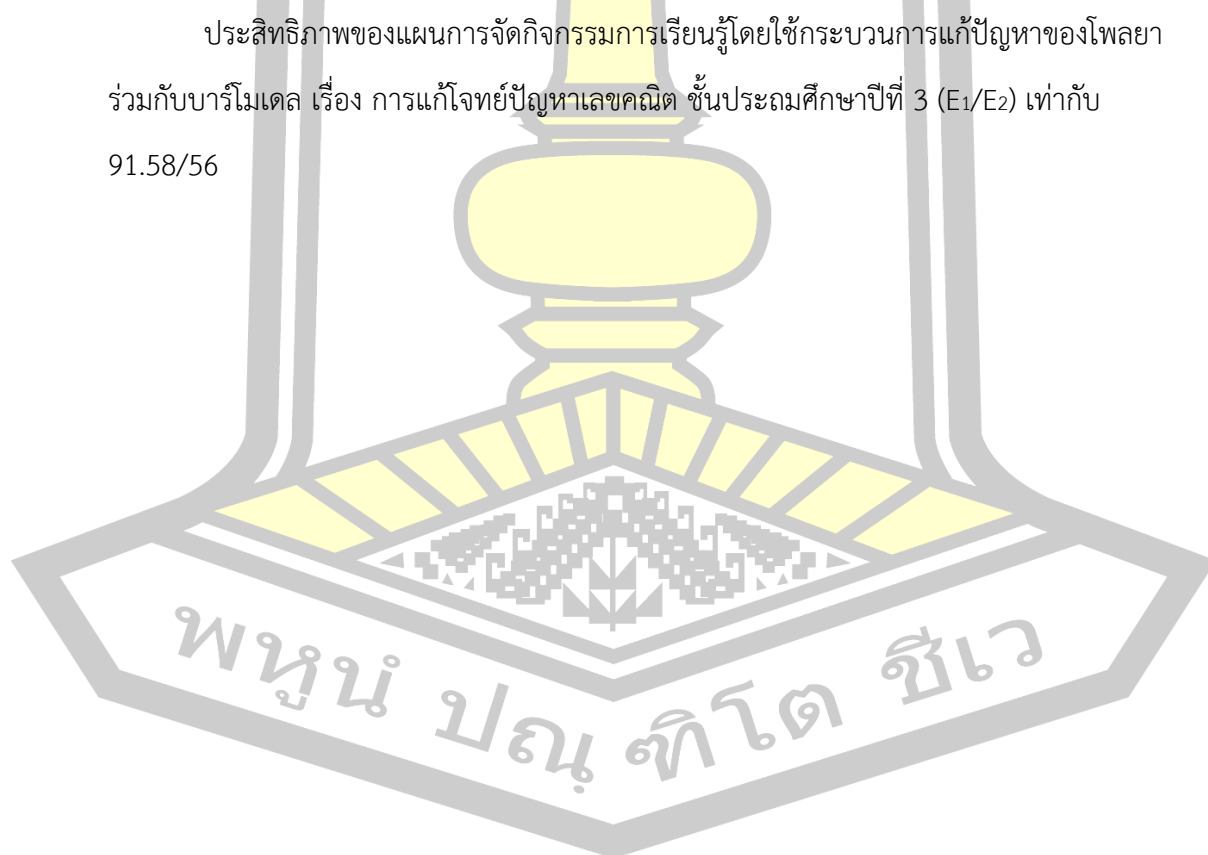 ประสิทธิภาพของแผนการจัดกิจกรรมการเรียนรู้โดยใช้กระบวนการแก้ปัญหาของโพลยา
ร่วมกับบาร์โมเดล เรื่อง การแก้โจทย์ปัญหาเลขคณิต ชั้นประถมศึกษาปีที่ 3 (E1/E2) เท่ากับ
91.58/56
พหูนํ ปณฺฑิโต ชีเว